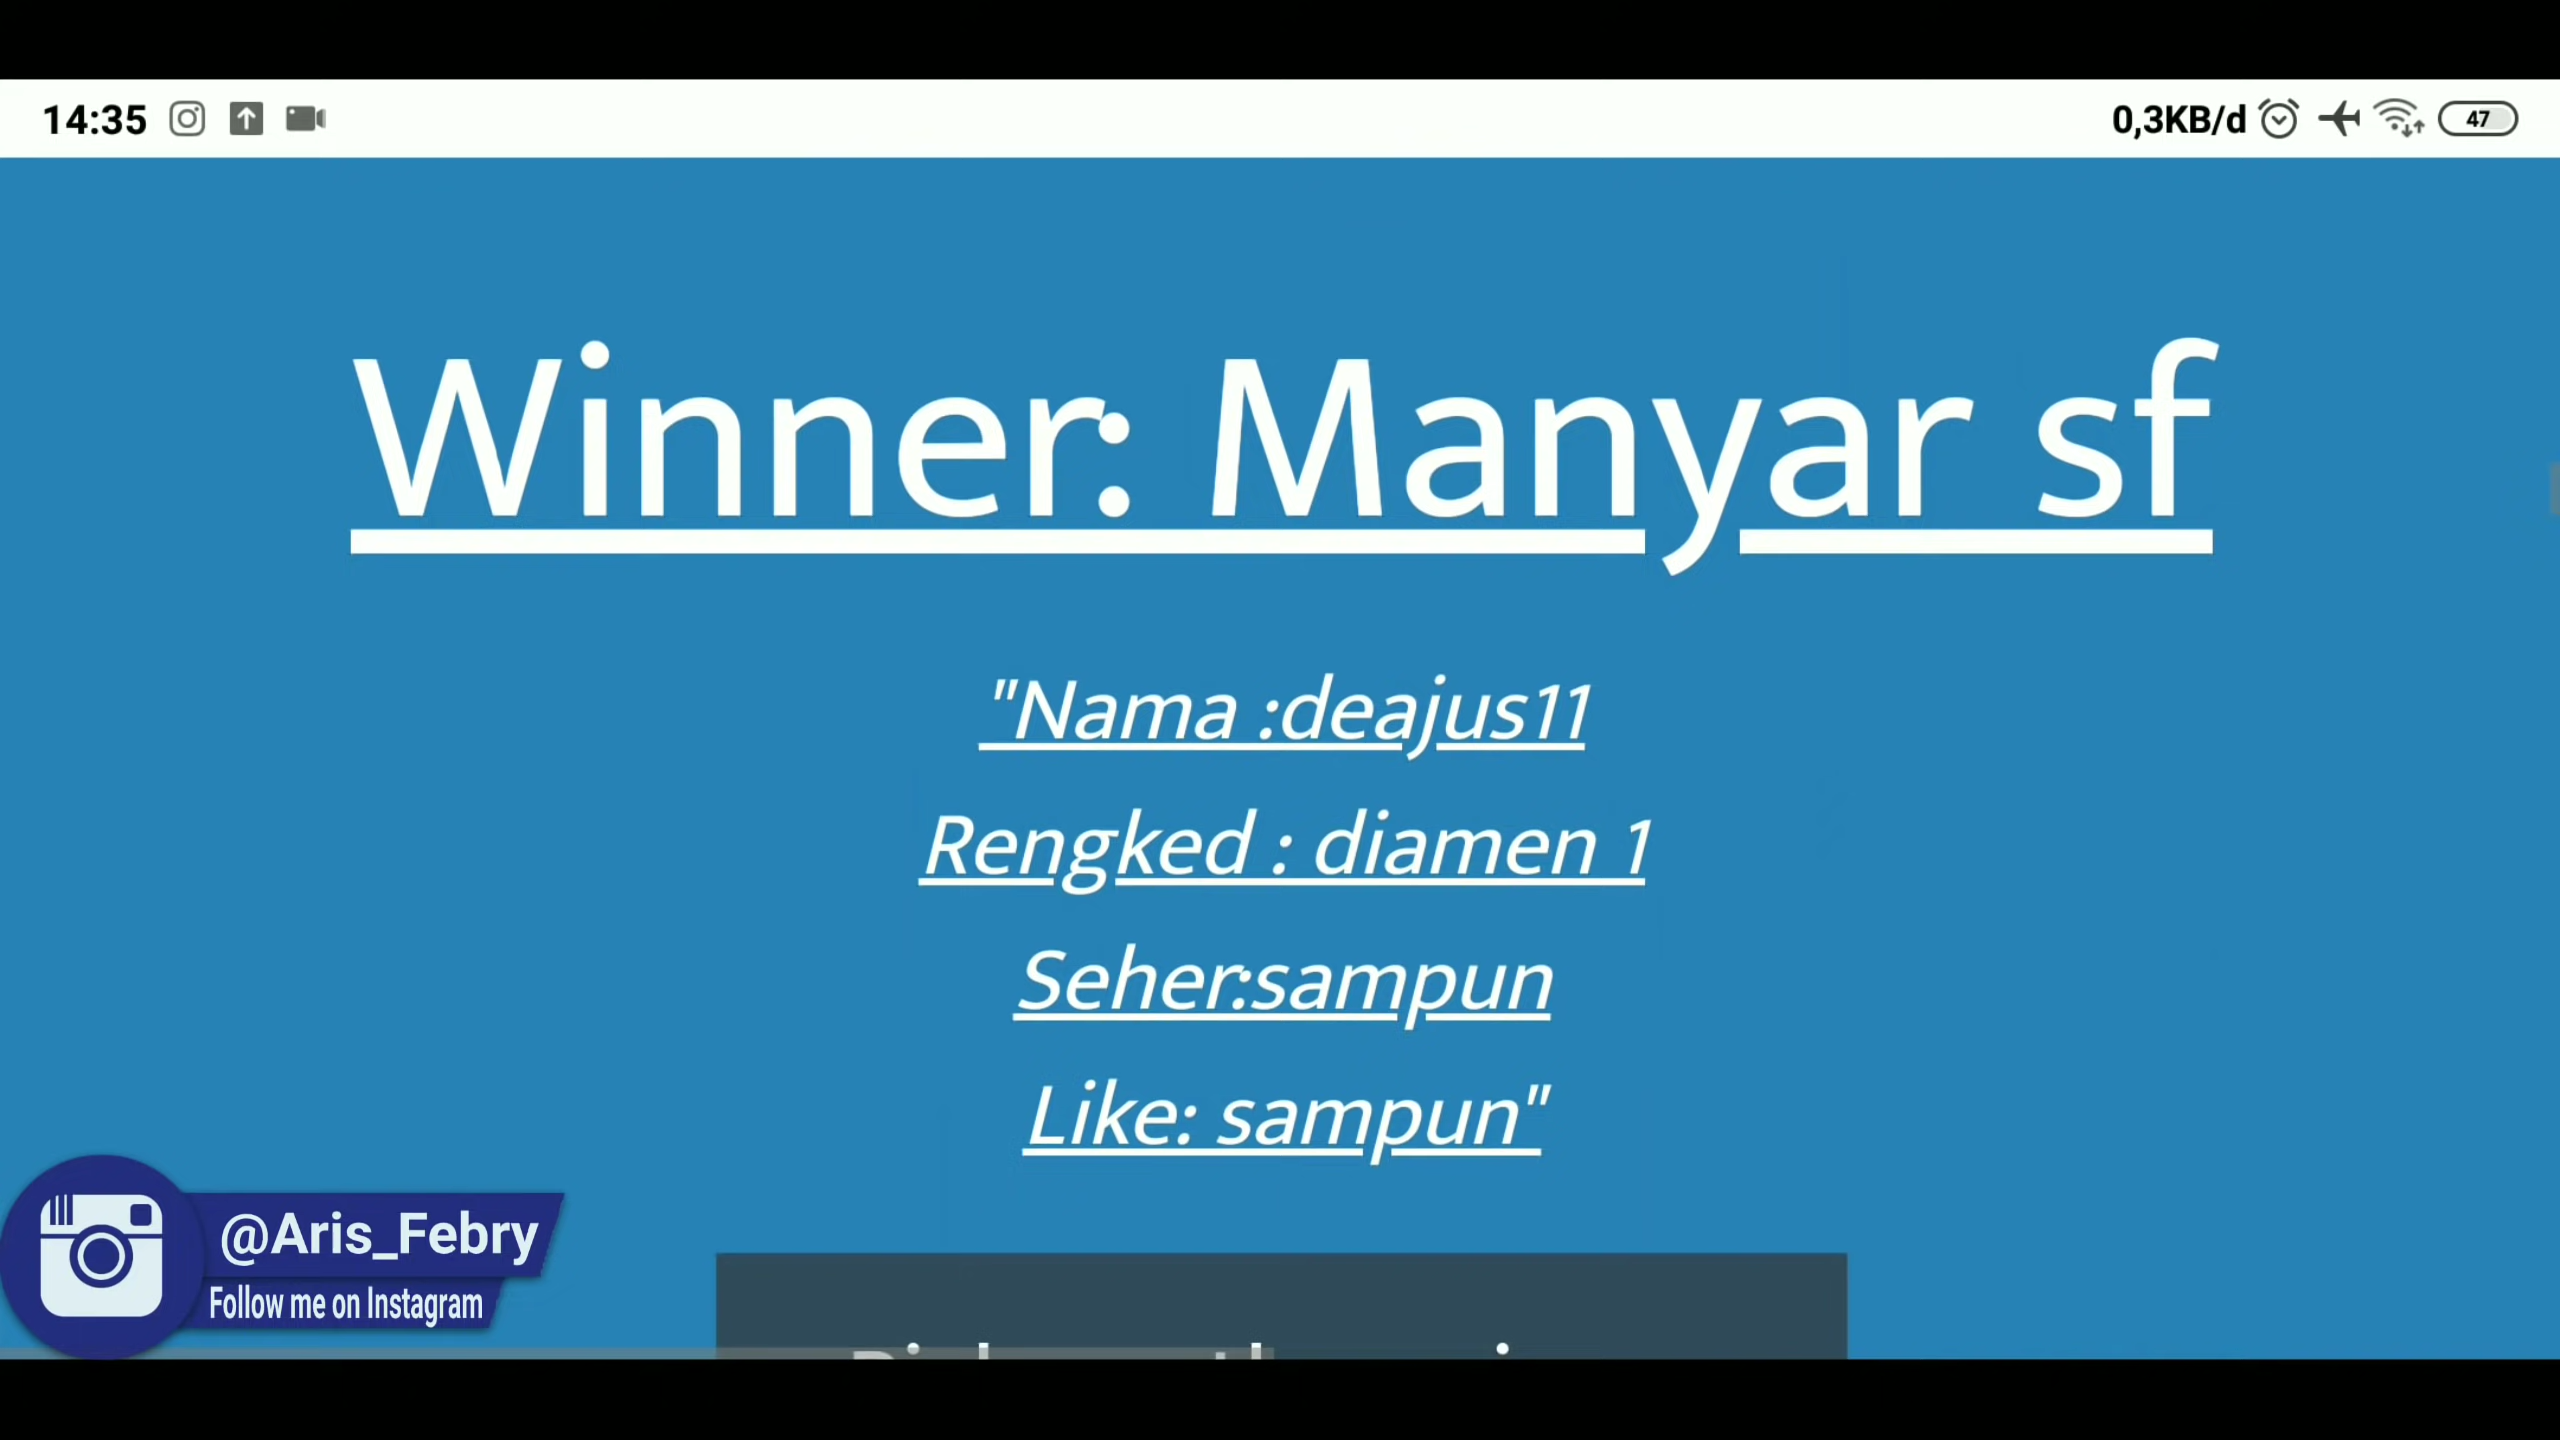 14:35 0,3KB/d 47
Winner: Manyar sf
"Nama :deajus11
Rengked : diamen 1
Seher:sampun
Like: sampun"
@Aris_Febry
Follow me on Instagram